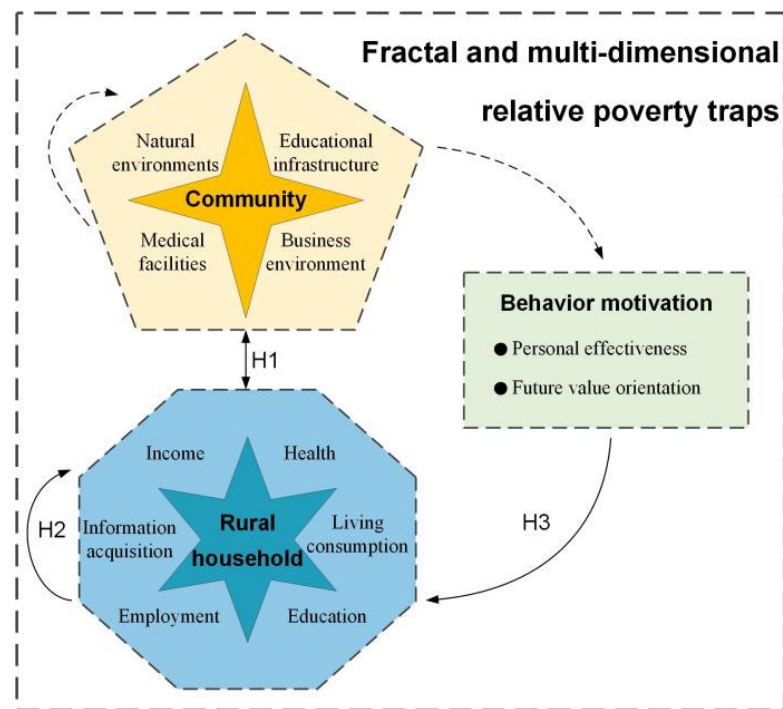 Fractal and multi-dimensional
relative poverty traps
Natural
environments
Educational
infrastructure
Community
Medical
facilities
Business
environment
Behavior motivation
● Personal effectiveness
● Future value orientation
H1
Income
Health
H2
Information
acquisition
Rural
household
Living
consumption
H3
Employment
Education